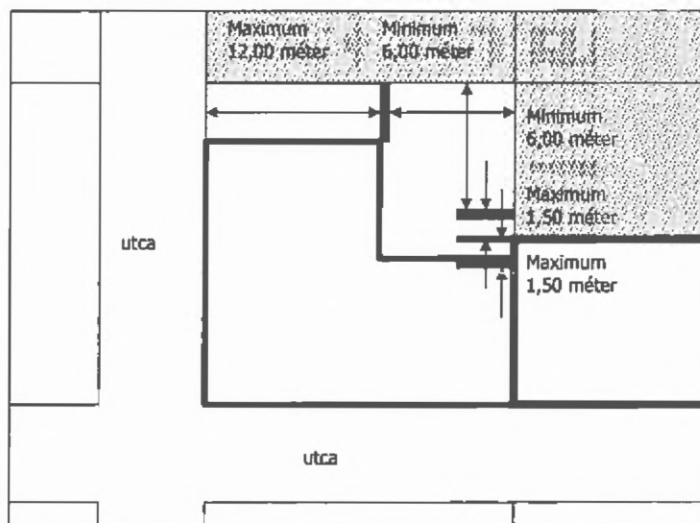 Maximum
12,00 méter
Minimum
6,00 méter
Minimum
6,00 méter
Maximum
1,50 méter
utca
Maximum
1,50 méter
utca